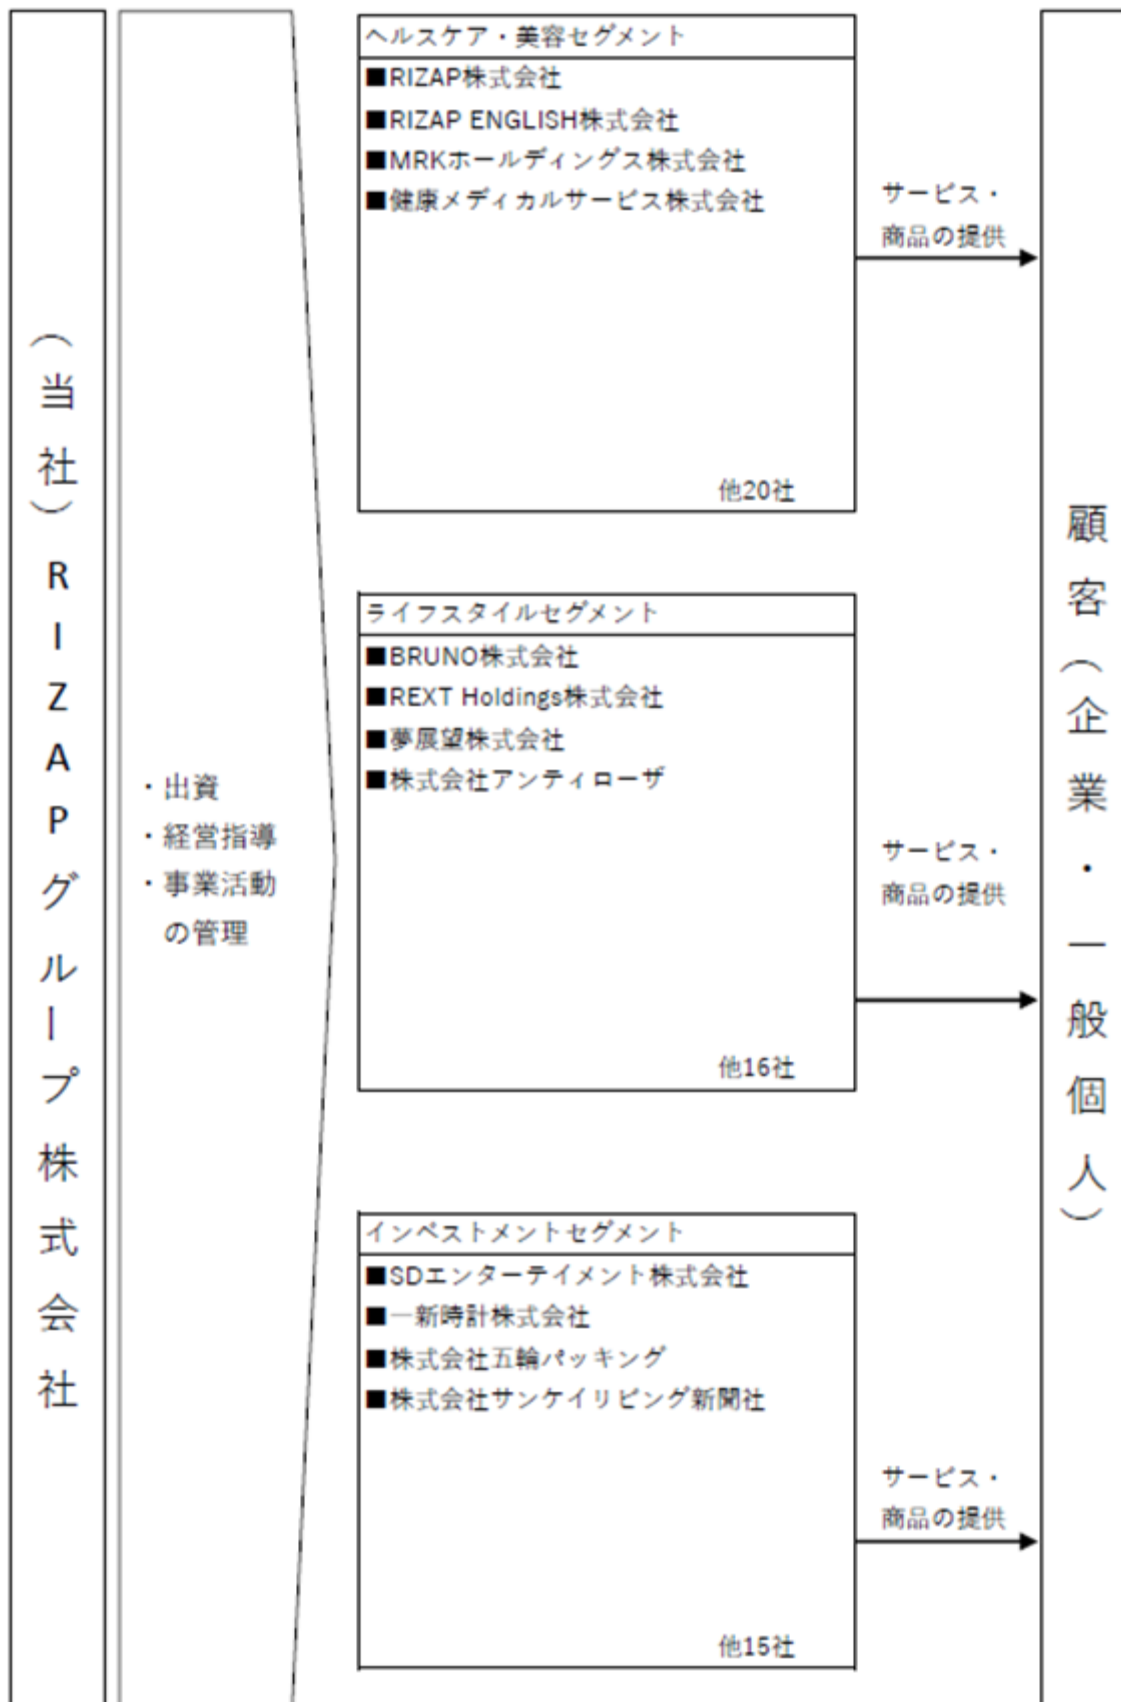 (当社)RIZAPグループ株式会社
・出資
・経営指導
・事業活動
の管理
ヘルスケア・美容セグメント
■RIZAP株式会社
■RIZAP ENGLISH株式会社
■MRKホールディングス株式会社
■健康メディカルサービス株式会社
他20社
サービス・
商品の提供
ライフスタイルセグメント
■BRUNO株式会社
■REXT Holdings株式会社
■夢展望株式会社
■株式会社アンティローザ
他16社
サービス・
商品の提供
インベストメントセグメント
■SDエンターテイメント株式会社
■一新時計株式会社
■株式会社五輪パッキング
■株式会社サンケイリビング新聞社
他15社
サービス・
商品の提供
顧客(企業・一般個人)